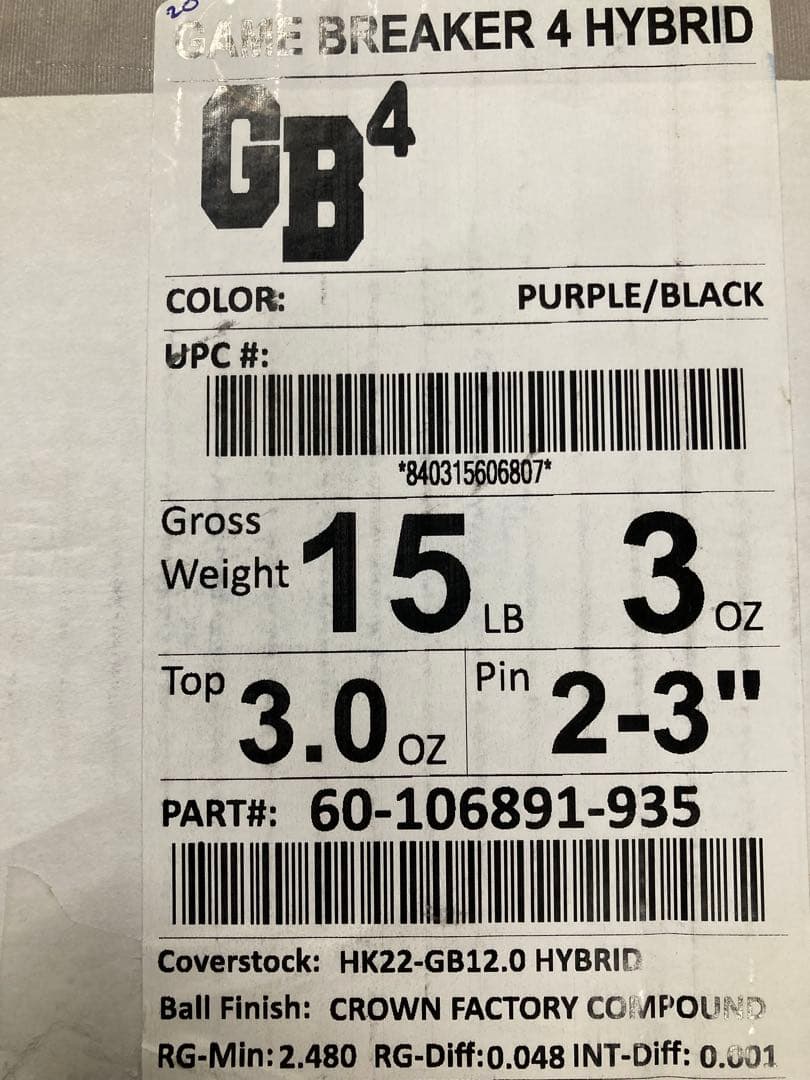 20
GAME BREAKER 4 HYBRID
GB4
COLOR: PURPLE/BLACK
UPC #:
*840315606807*
Gross
Weight 15 LB 3 OZ
Top 3.0 OZ Pin 2-3"
PART#: 60-106891-935
Coverstock: HK22-GB12.0 HYBRID
Ball Finish: CROWN FACTORY COMPOUND
RG-Min: 2.480 RG-Diff: 0.048 INT-Diff: 0.001